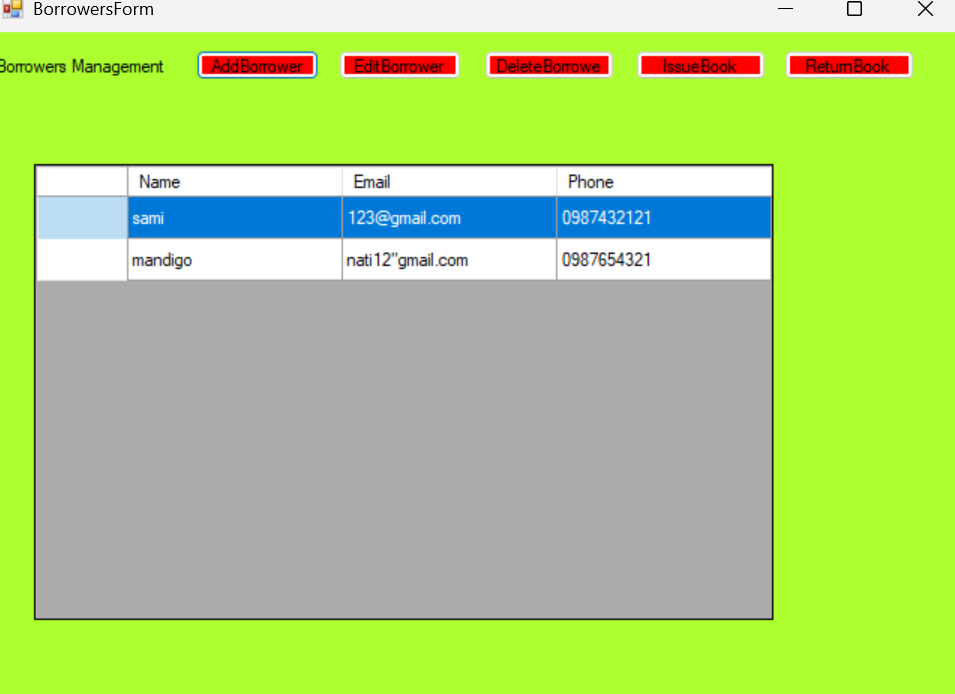 BorrowersForm
Borrowers Management AddBorrower EditBorrower DeleteBorrowe IssueBook ReturnBook
Name Email Phone
sami 123@gmail.com 0987432121
mandigo nati12"gmail.com 0987654321